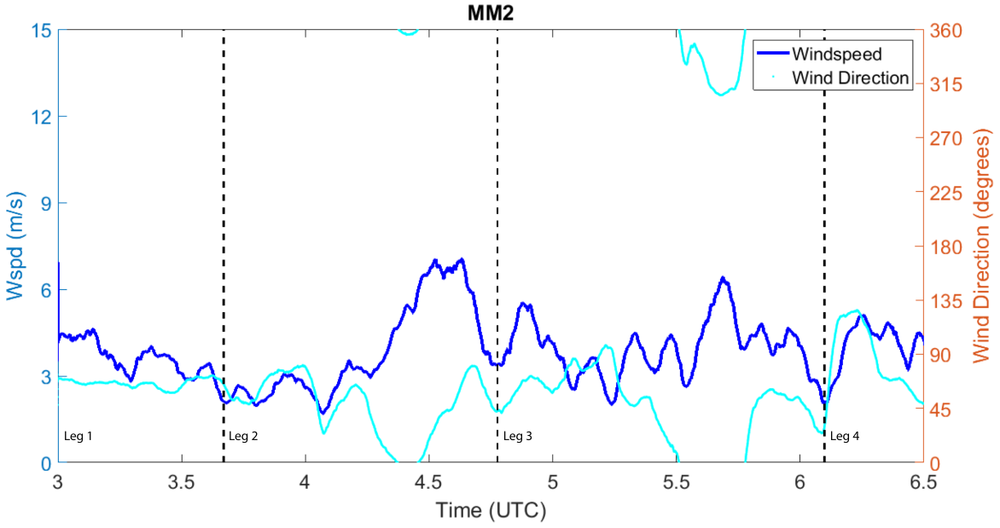 MM2
15
12
9
6
3
0
Wspd (m/s)
360
315
270
225
180
135
90
45
0
Wind Direction (degrees)
Windspeed
Wind Direction
Leg 1
Leg 2
Leg 3
Leg 4
3
3.5
4
4.5
5
5.5
6
6.5
Time (UTC)